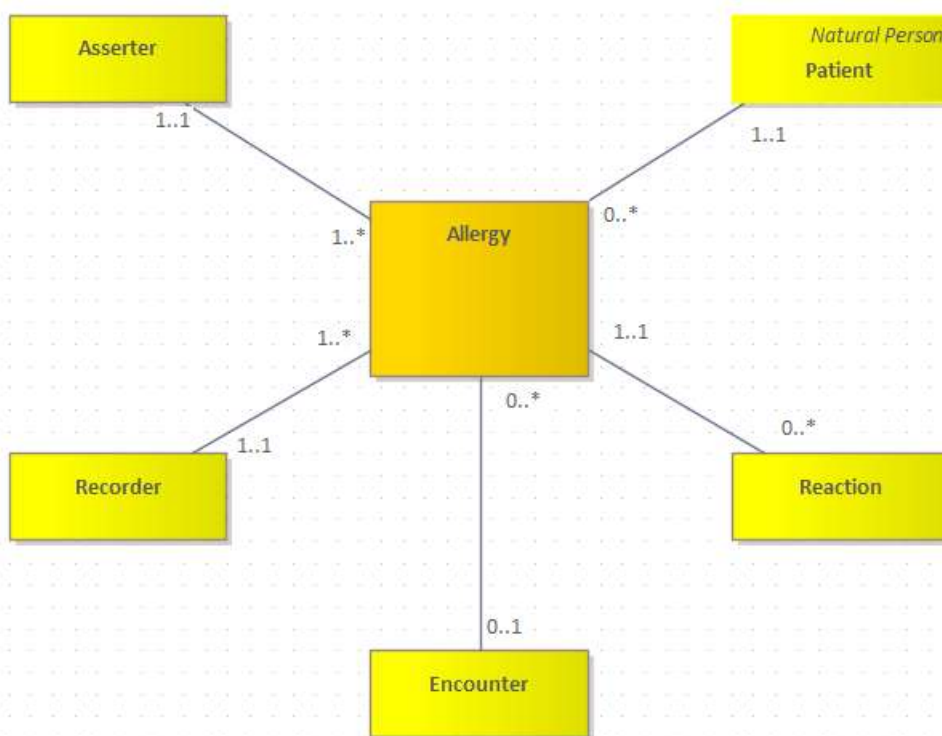 Asserter
Natural Person
Patient
1..1
1..1
0..*
1..*
Allergy
1..*
1..1
0..*
0..*
1..1
Recorder
Reaction
0..1
Encounter